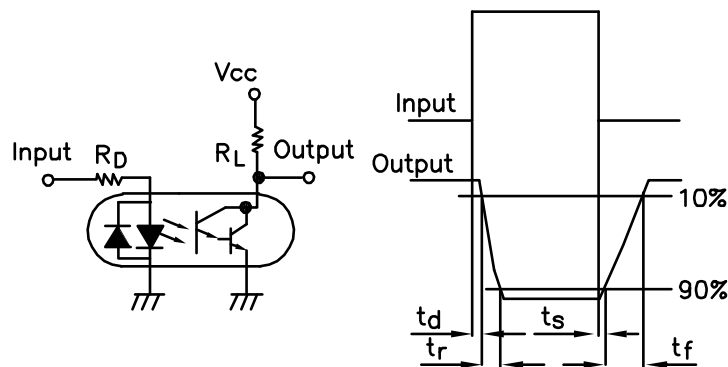 Vcc
Input
RD
RL
Output
Input
Output
10%
90%
td
ts
tr
tf